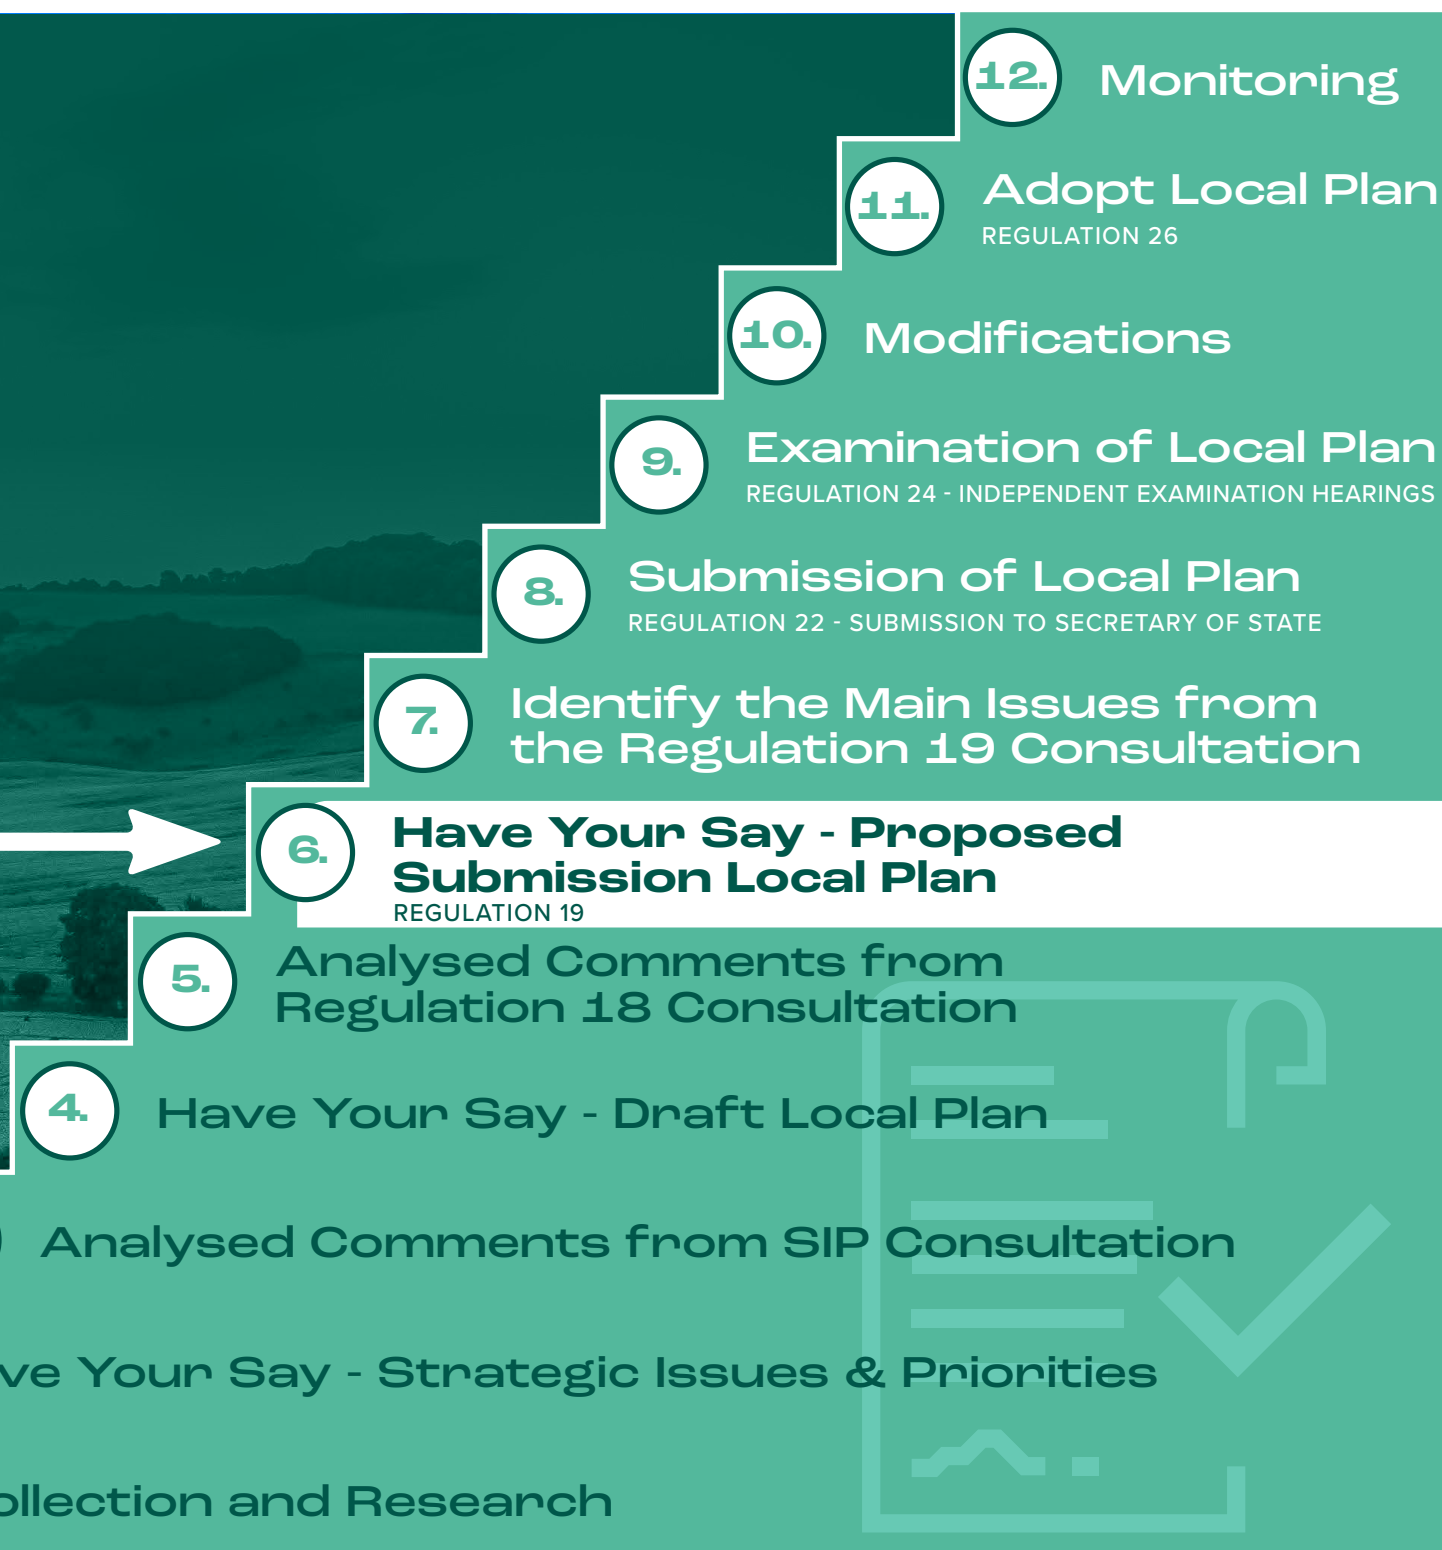 12.
Monitoring
11.
Adopt Local Plan
REGULATION 26
10.
Modifications
9.
Examination of Local Plan
REGULATION 24 - INDEPENDENT EXAMINATION HEARINGS
8.
Submission of Local Plan
REGULATION 22 - SUBMISSION TO SECRETARY OF STATE
7.
Identify the Main Issues from
the Regulation 19 Consultation
6.
Have Your Say - Proposed
Submission Local Plan
REGULATION 19
5.
Analysed Comments from
Regulation 18 Consultation
4.
Have Your Say - Draft Local Plan
Analysed Comments from SIP Consultation
Your Say - Strategic Issues & Priorities
and Research